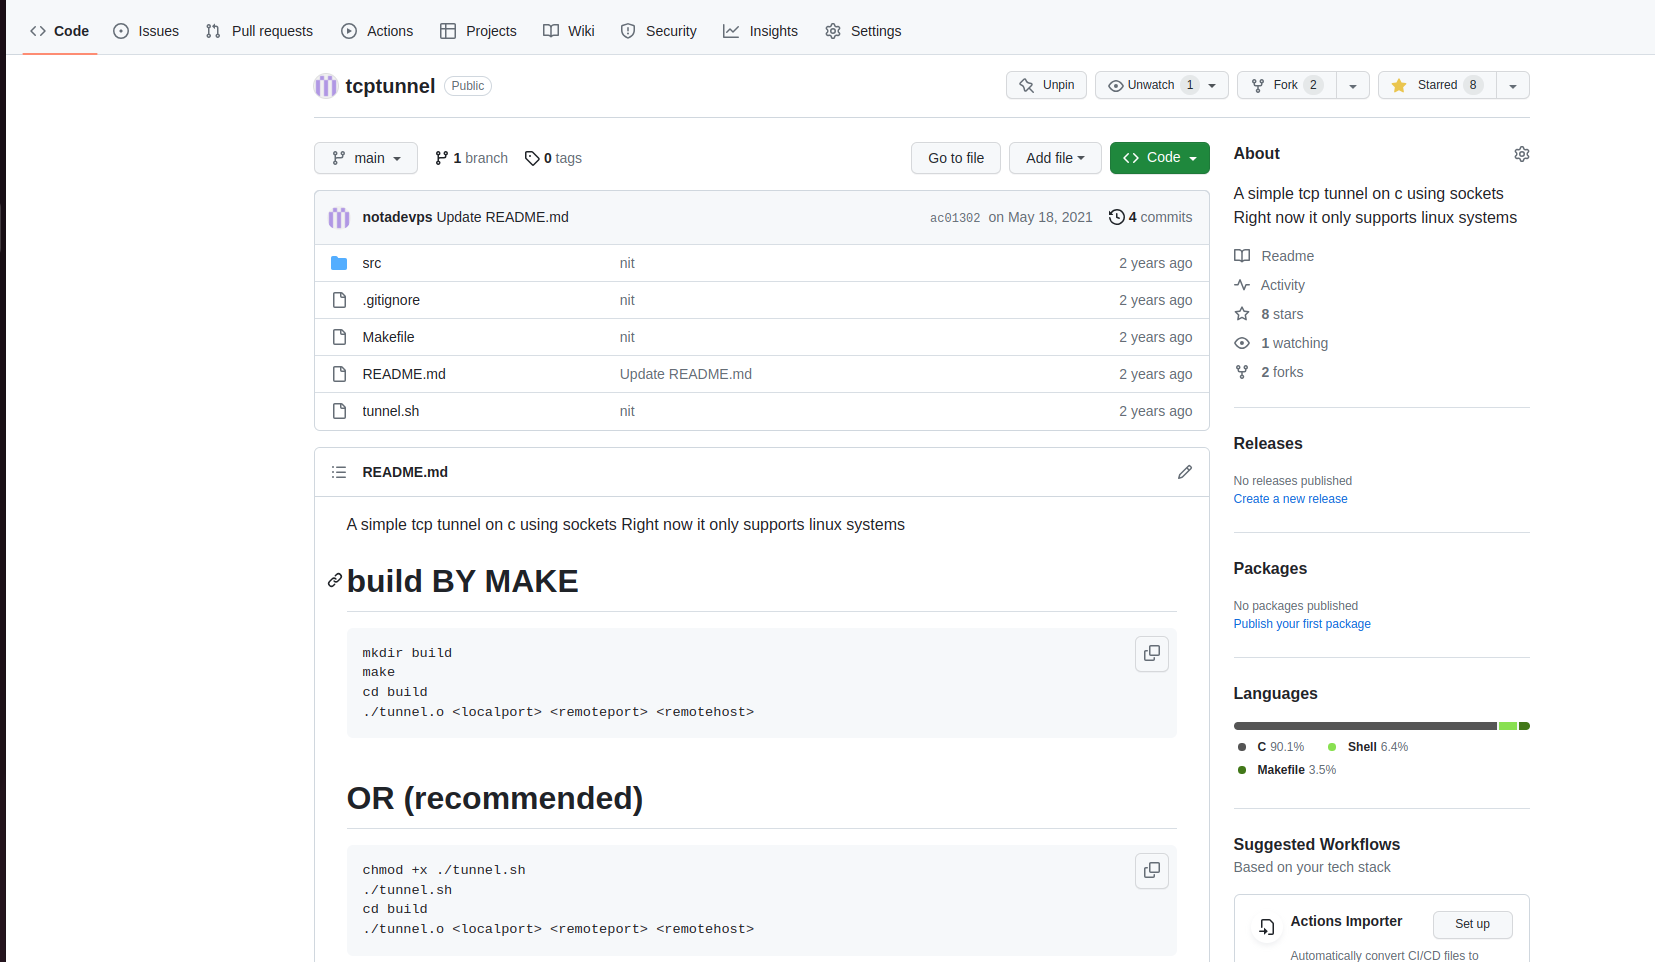 Code Issues Pull requests Actions Projects Wiki Security Insights Settings
tcptunnel Public Unpin Unwatch 1 Fork 2 Starred 8
main 1 branch 0 tags Go to file Add file Code
notadevps Update README.md ac01302 on May 18, 2021 4 commits
src nit 2 years ago
.gitignore nit 2 years ago
Makefile nit 2 years ago
README.md Update README.md 2 years ago
tunnel.sh nit 2 years ago
README.md
A simple tcp tunnel on c using sockets Right now it only supports linux systems
build BY MAKE
mkdir build
make
cd build
./tunnel.o <localport> <remoteport> <remotehost>
OR (recommended)
chmod +x ./tunnel.sh
./tunnel.sh
cd build
./tunnel.o <localport> <remoteport> <remotehost>
About
A simple tcp tunnel on c using sockets
Right now it only supports linux systems
Readme
Activity
8 stars
1 watching
2 forks
Releases
No releases published
Create a new release
Packages
No packages published
Publish your first package
Languages
C 90.1% Shell 6.4%
Makefile 3.5%
Suggested Workflows
Based on your tech stack
Actions Importer Set up
Automatically convert CI/CD files to